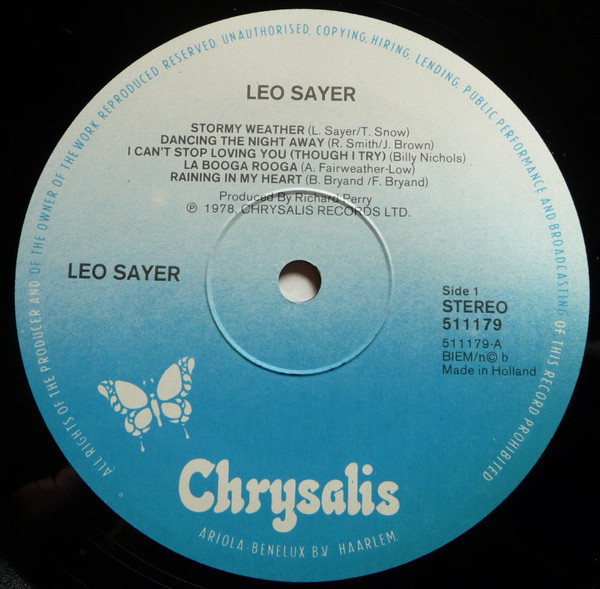 ALL RIGHTS OF THE PRODUCER AND OF THE OWNER OF THE WORK REPRODUCED RESERVED. UNAUTHORISED, COPYING, HIRING, LENDING, PUBLIC PERFORMANCE AND BROADCASTING OF THIS RECORD PROHIBITED
LEO SAYER
STORMY WEATHER (L. Sayer/T. Snow)
DANCING THE NIGHT AWAY (R. Smith/J. Brown)
I CAN'T STOP LOVING YOU (THOUGH I TRY) (Billy Nichols)
LA BOOGA ROOGA (A. Fairweather-Low)
RAINING IN MY HEART (B. Bryand /F. Bryand)
Produced By Richard Perry
℗ 1978, CHRYSALIS RECORDS LTD.
LEO SAYER
Side 1
STEREO
511179
511179-A
BIEM/n© b
Made in Holland
Chrysalis
ARIOLA-BENELUX B.V. HAARLEM.